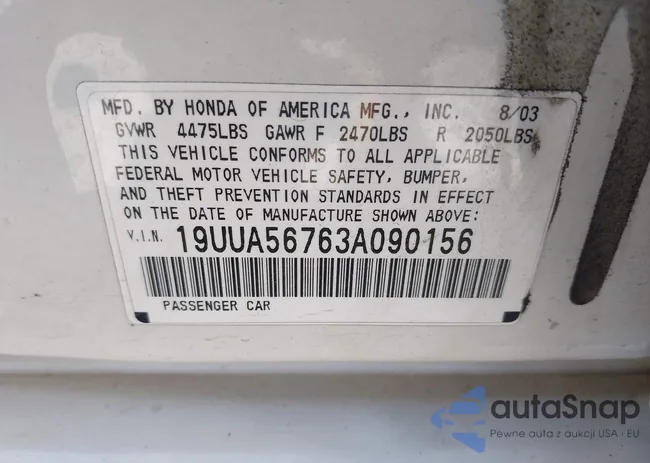 MFD. BY HONDA OF AMERICA MFG., INC. 8/03
GVWR 4475LBS GAWR F 2470LBS R 2050LBS
THIS VEHICLE CONFORMS TO ALL APPLICABLE
FEDERAL MOTOR VEHICLE SAFETY, BUMPER,
AND THEFT PREVENTION STANDARDS IN EFFECT
ON THE DATE OF MANUFACTURE SHOWN ABOVE:
V.I.N. 19UUA56763A090156
PASSENGER CAR
autaSnap
Pewne auta z aukcji USA - EU